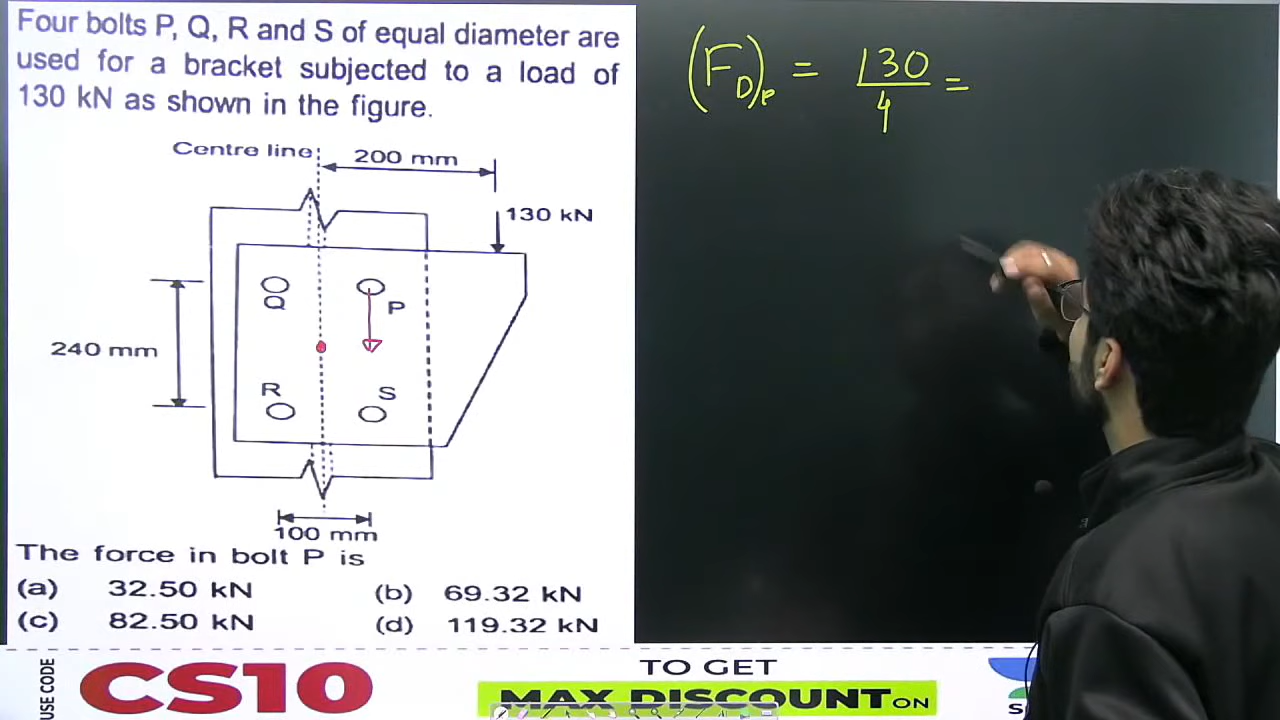 Four bolts P, Q, R and S of equal diameter are
used for a bracket subjected to a load of
130 kN as shown in the figure.
Centre line
200 mm
130 kN
Q
P
240 mm
R
S
100 mm
The force in bolt P is
(a) 32.50 kN (b) 69.32 kN
(c) 82.50 kN (d) 119.32 kN
(F_D)_P = 130/4 =
USE CODE
CS10
TO GET
MAX DISCOUNT ON